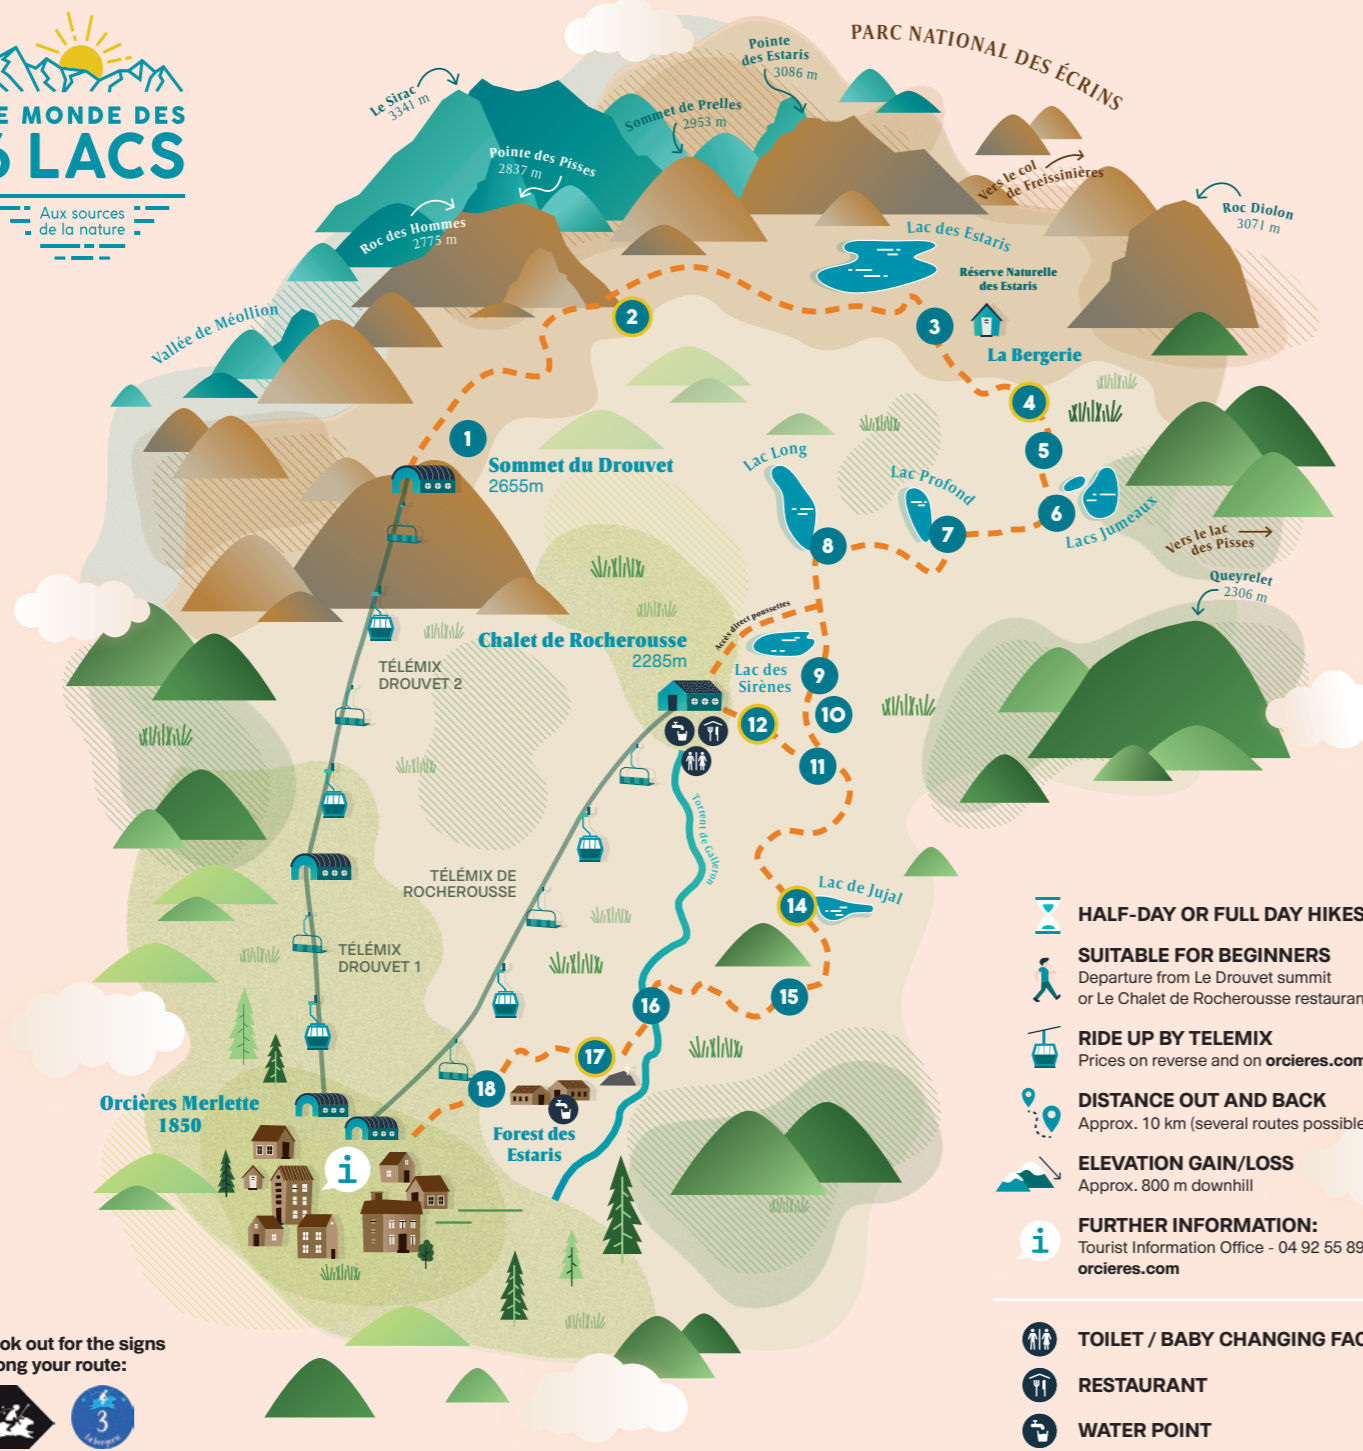 E MONDE DES
6 LACS
Aux sources
de la nature
PARC NATIONAL DES ÉCRINS
Le Sirac
3341 m
Pointe des Pisses
2837 m
Roc des Hommes
2775 m
Sommet de Prelles
2953 m
Pointe
des Estaris
3086 m
Vers le col
de Freissinières
Roc Diolon
3071 m
Vallée de Méollion
Lac des Estaris
Réserve Naturelle
des Estaris
La Bergerie
1
2
3
4
5
6
7
8
9
10
11
12
14
15
16
17
18
Sommet du Drouvet
2655m
Lac Long
Lac Profond
Lacs Jumeaux
Vers le lac
des Pisses
Queyrelet
2306 m
Accès direct poussettes
Chalet de Rocherousse
2285m
Lac des
Sirènes
TÉLÉMIX
DROUVET 2
Torrent de Galleron
TÉLÉMIX DE
ROCHEROUSSE
Lac de Jujal
TÉLÉMIX
DROUVET 1
Orcières Merlette
1850
i
Forest des
Estaris
HALF-DAY OR FULL DAY HIKES
SUITABLE FOR BEGINNERS
Departure from Le Drouvet summit
or Le Chalet de Rocherousse restauran
RIDE UP BY TELEMIX
Prices on reverse and on orcieres.com
DISTANCE OUT AND BACK
Approx. 10 km (several routes possible
ELEVATION GAIN/LOSS
Approx. 800 m downhill
i
FURTHER INFORMATION:
Tourist Information Office - 04 92 55 89
orcieres.com
TOILET / BABY CHANGING FAC
RESTAURANT
WATER POINT
ok out for the signs
ong your route:
3
La bergerie